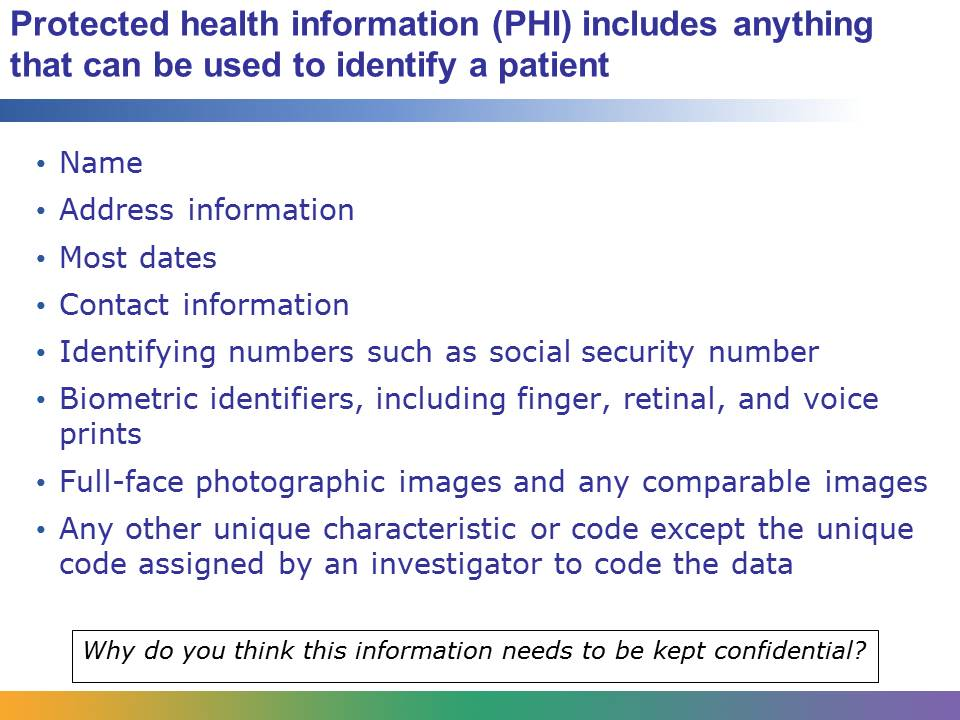 Protected health information (PHI) includes anything
that can be used to identify a patient
• Name
• Address information
• Most dates
• Contact information
• Identifying numbers such as social security number
• Biometric identifiers, including finger, retinal, and voice
prints
• Full-face photographic images and any comparable images
• Any other unique characteristic or code except the unique
code assigned by an investigator to code the data
Why do you think this information needs to be kept confidential?